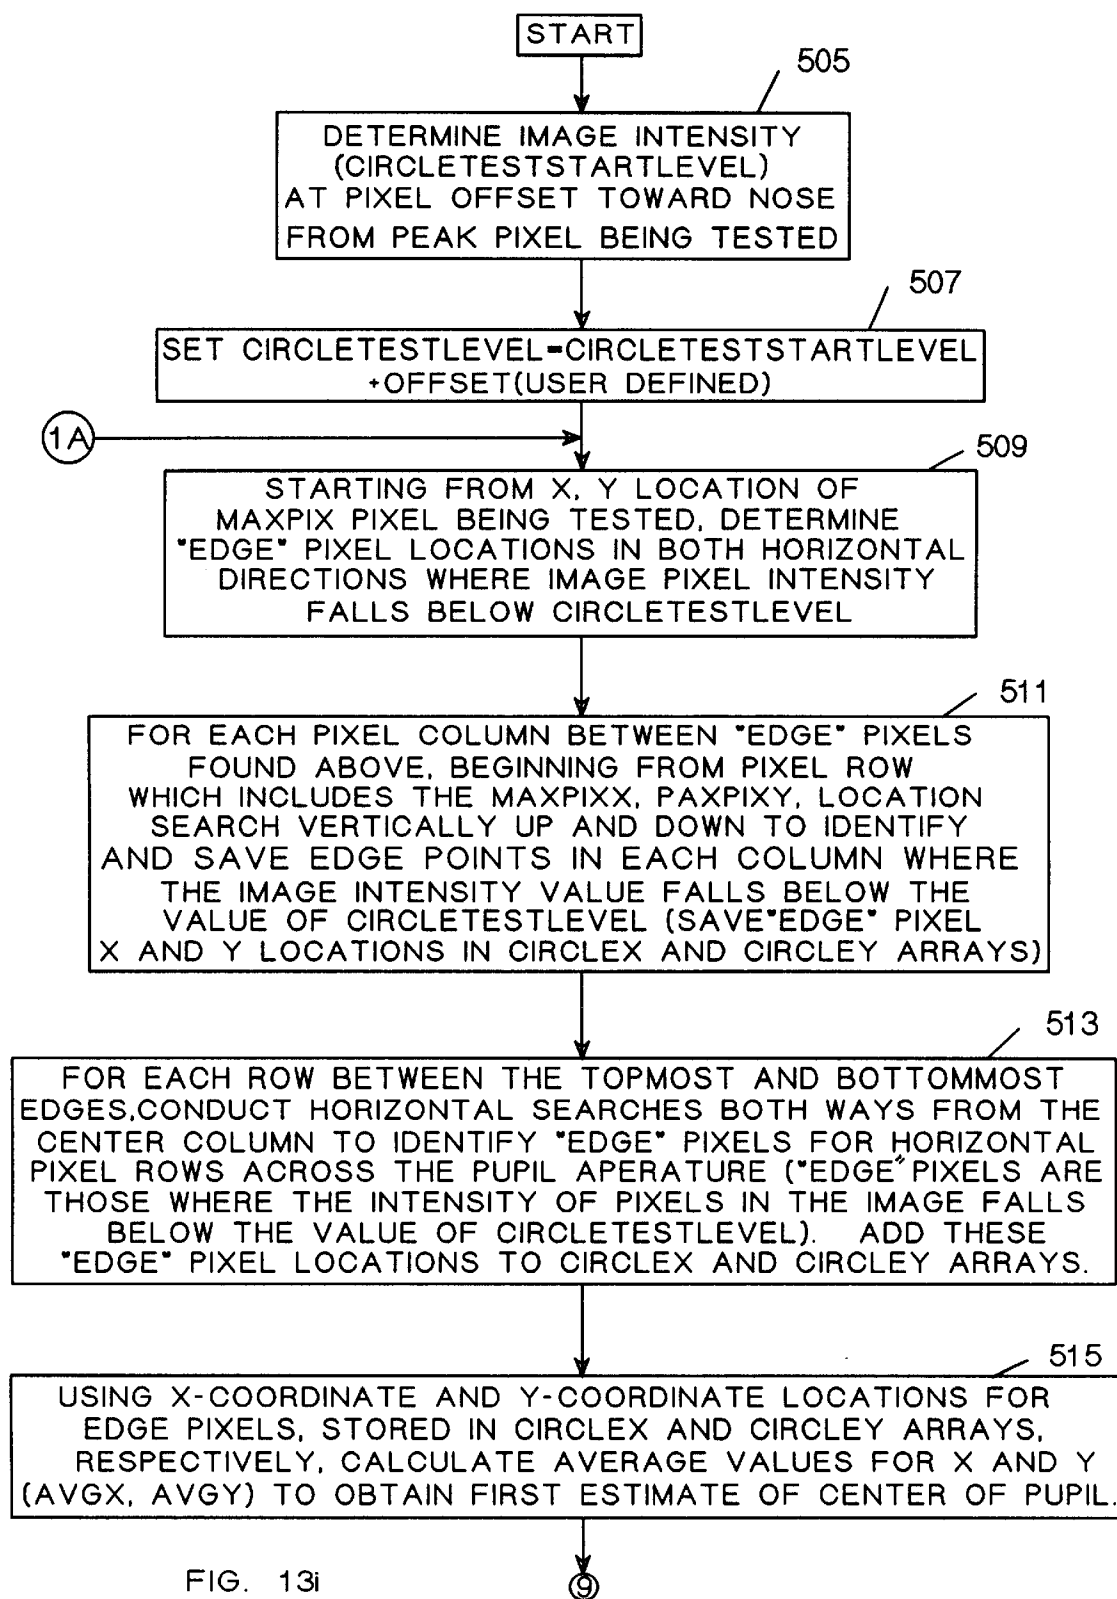 START
505
DETERMINE IMAGE INTENSITY
(CIRCLETESTSTARTLEVEL)
AT PIXEL OFFSET TOWARD NOSE
FROM PEAK PIXEL BEING TESTED
507
SET CIRCLETESTLEVEL=CIRCLETESTSTARTLEVEL
+OFFSET(USER DEFINED)
1A
509
STARTING FROM X, Y LOCATION OF
MAXPIX PIXEL BEING TESTED, DETERMINE
"EDGE" PIXEL LOCATIONS IN BOTH HORIZONTAL
DIRECTIONS WHERE IMAGE PIXEL INTENSITY
FALLS BELOW CIRCLETESTLEVEL
511
FOR EACH PIXEL COLUMN BETWEEN "EDGE" PIXELS
FOUND ABOVE, BEGINNING FROM PIXEL ROW
WHICH INCLUDES THE MAXPIXX, PAXPIXY, LOCATION
SEARCH VERTICALLY UP AND DOWN TO IDENTIFY
AND SAVE EDGE POINTS IN EACH COLUMN WHERE
THE IMAGE INTENSITY VALUE FALLS BELOW THE
VALUE OF CIRCLETESTLEVEL (SAVE"EDGE" PIXEL
X AND Y LOCATIONS IN CIRCLEX AND CIRCLEY ARRAYS)
513
FOR EACH ROW BETWEEN THE TOPMOST AND BOTTOMMOST
EDGES,CONDUCT HORIZONTAL SEARCHES BOTH WAYS FROM THE
CENTER COLUMN TO IDENTIFY "EDGE" PIXELS FOR HORIZONTAL
PIXEL ROWS ACROSS THE PUPIL APERATURE ("EDGE"PIXELS ARE
THOSE WHERE THE INTENSITY OF PIXELS IN THE IMAGE FALLS
BELOW THE VALUE OF CIRCLETESTLEVEL). ADD THESE
"EDGE" PIXEL LOCATIONS TO CIRCLEX AND CIRCLEY ARRAYS.
515
USING X-COORDINATE AND Y-COORDINATE LOCATIONS FOR
EDGE PIXELS, STORED IN CIRCLEX AND CIRCLEY ARRAYS,
RESPECTIVELY, CALCULATE AVERAGE VALUES FOR X AND Y
(AVGX, AVGY) TO OBTAIN FIRST ESTIMATE OF CENTER OF PUPIL.
FIG. 13i
9